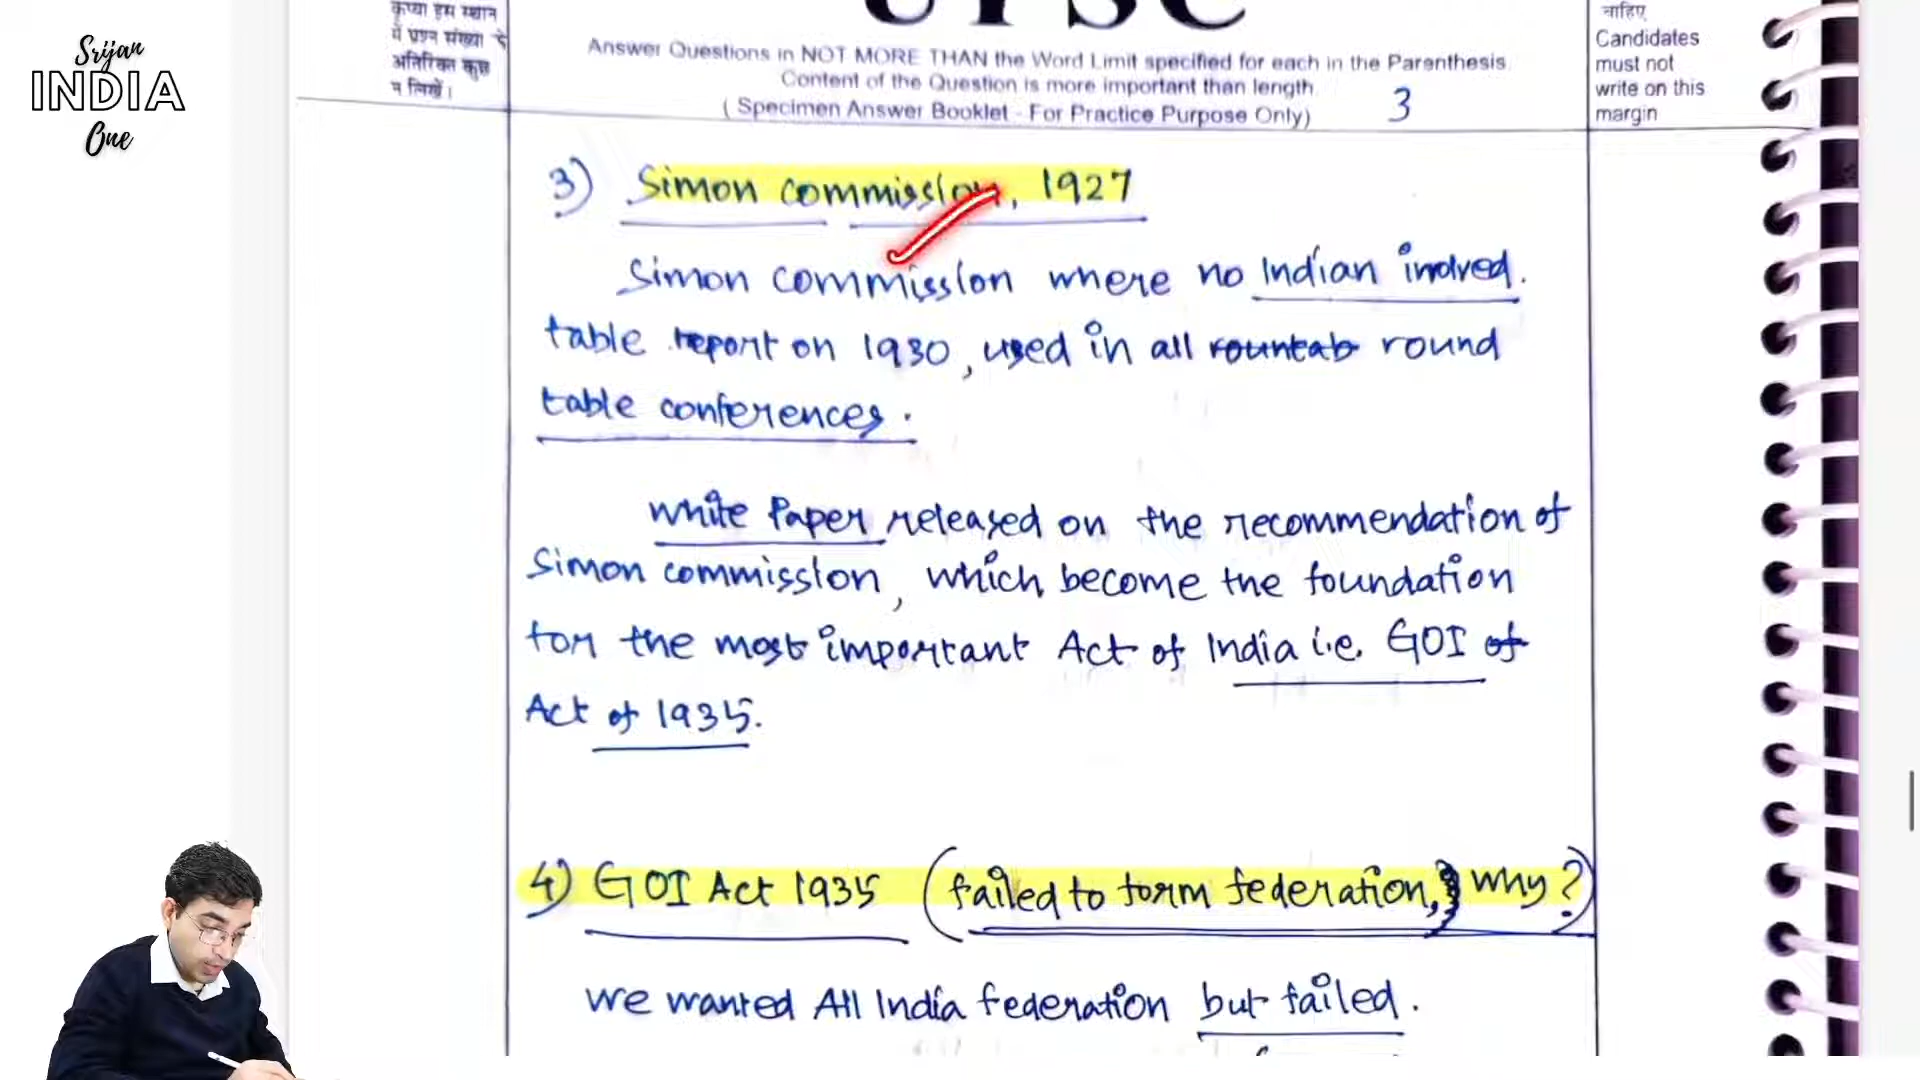 Srijan
INDIA
One
कृप्या इस स्थान
में प्रश्न संख्या के
अतिरिक्त कुछ
न लिखें।
UPSC
Answer Questions in NOT MORE THAN the Word Limit specified for each in the Parenthesis.
Content of the Question is more important than length.
( Specimen Answer Booklet - For Practice Purpose Only)
3
चाहिए
Candidates
must not
write on this
margin
3) Simon commission, 1927
Simon commission where no Indian involved.
table report on 1930, used in all rountab round
table conferences.
White Paper released on the recommendation of
Simon commission, which become the foundation
for the most important Act of India i.e. GOI of
Act of 1935.
4) GOI Act 1935 (failed to form federation, why?)
we wanted All India federation but failed.